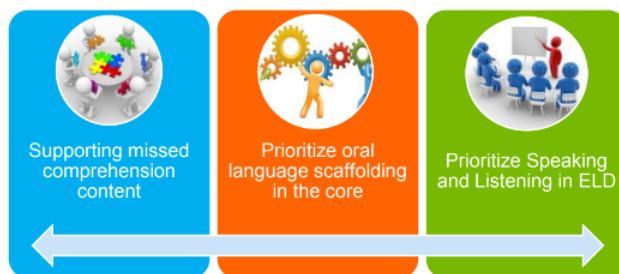 Supporting missed
comprehension
content
Prioritize oral
language scaffolding
in the core
Prioritize Speaking
and Listening in ELD